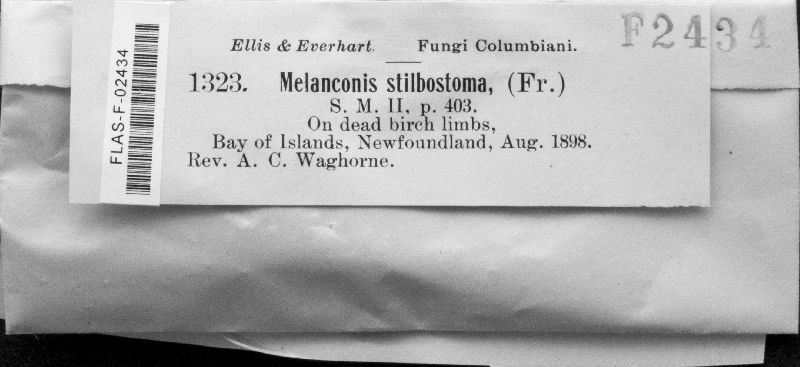 Ellis & Everhart. Fungi Columbiani.
F2434
FLAS-F-02434
1323. Melanconis stilbostoma, (Fr.)
S. M. II, p. 403.
On dead birch limbs,
Bay of Islands, Newfoundland, Aug. 1898.
Rev. A. C. Waghorne.